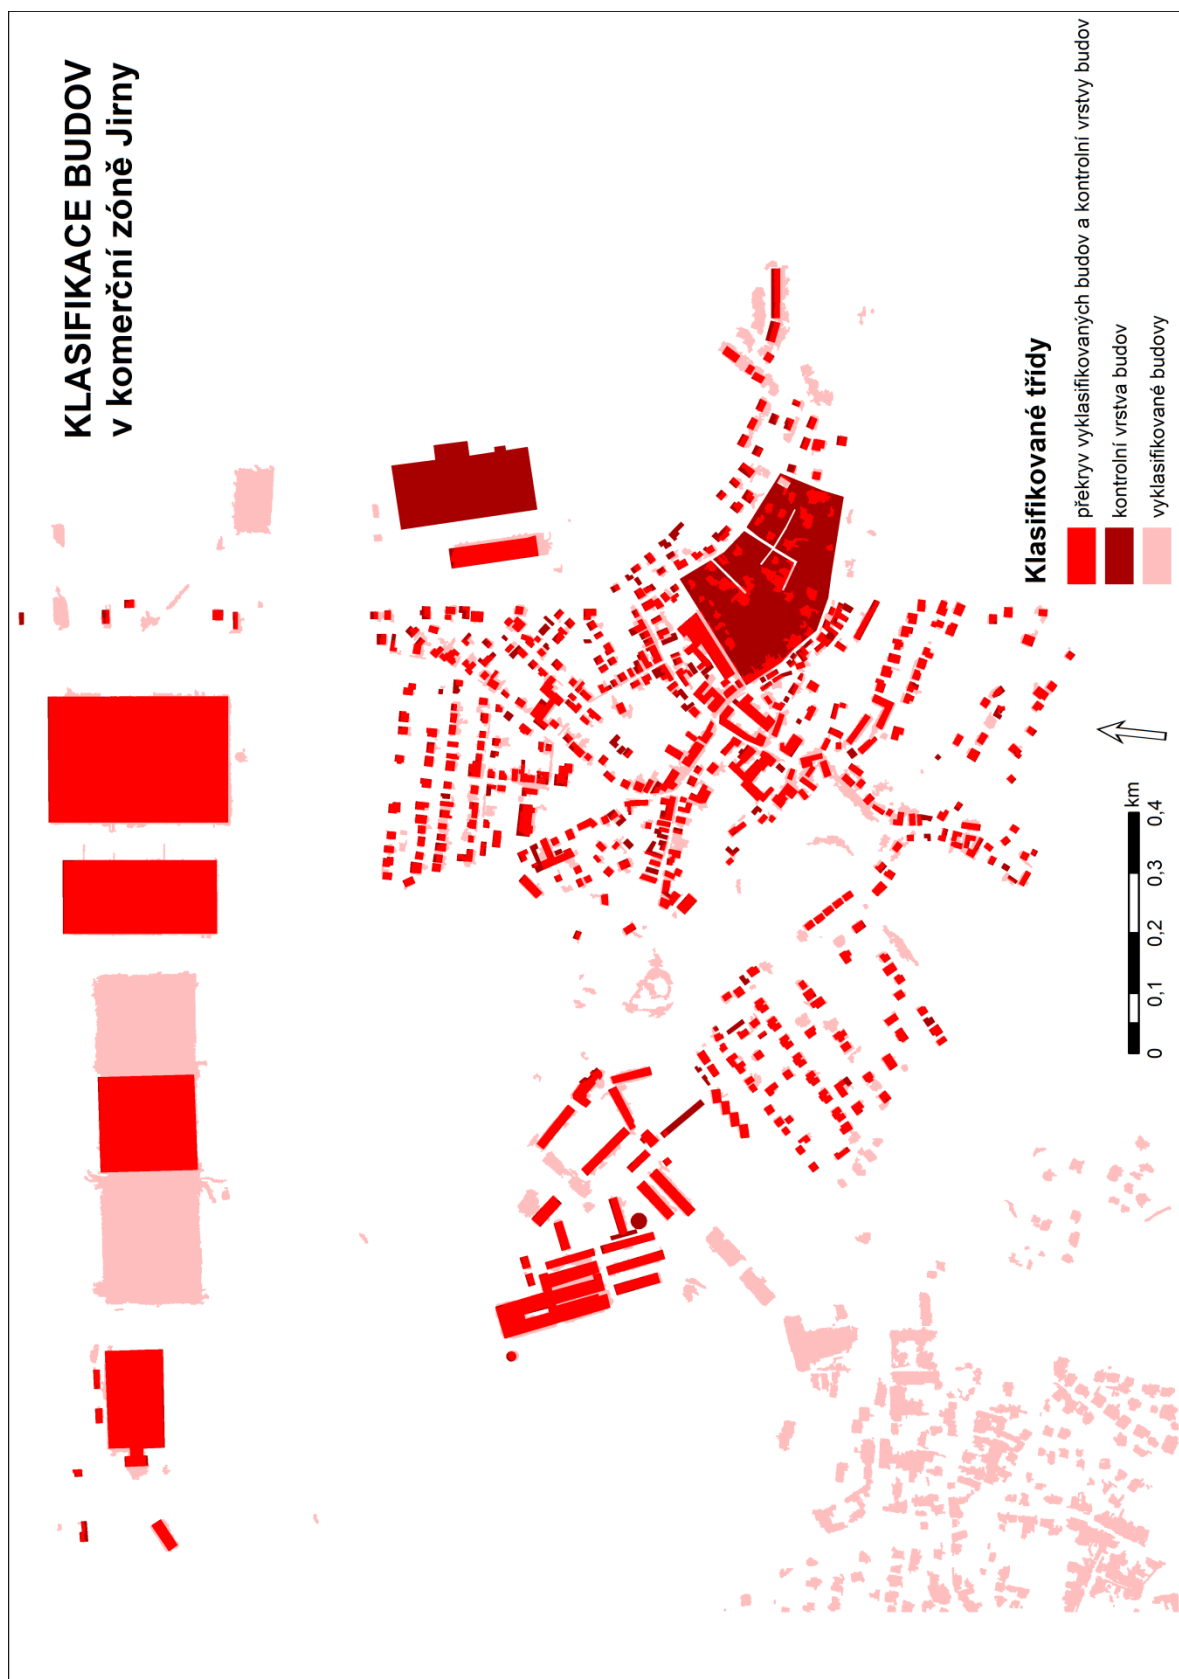 KLASIFIKACE BUDOV
v komerční zóně Jirny
Klasifikované třídy
překryv vyklasifikovaných budov a kontrolní vrstvy budov
kontrolní vrstva budov
vyklasifikované budovy
0 0,1 0,2 0,3 0,4
km